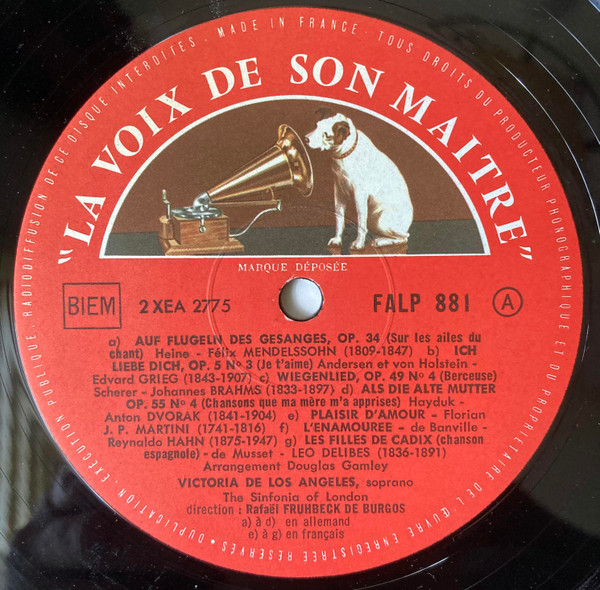 RADIODIFFUSION DE CE DISQUE INTERDITES · MADE IN FRANCE · TOUS DROITS DU PRODUCTEUR PHONOGRAPHIQUE ET DU PROPRIETAIRE DE L'ŒUVRE ENREGISTREE RESERVES · DUPLICATION · EXECUTION PUBLIQUE ·
"LA VOIX DE SON MAITRE"
MARQUE DÉPOSÉE
BIEM 2 XEA 2775 FALP 881 A
a) AUF FLUGELN DES GESANGES, OP. 34 (Sur les ailes du
chant) Heine - Félix MENDELSSOHN (1809-1847) b) ICH
LIEBE DICH, OP. 5 Nº 3 (Je t'aime) Andersen et von Holstein -
Edvard GRIEG (1843-1907) c) WIEGENLIED, OP. 49 Nº 4 (Berceuse)
Scherer - Johannes BRAHMS (1833-1897) d) ALS DIE ALTE MUTTER
OP. 55 Nº 4 (Chansons que ma mère m'a apprises) Hayduk -
Anton DVORAK (1841-1904) e) PLAISIR D'AMOUR - Florian
J. P. MARTINI (1741-1816) f) L'ENAMOUREE - de Banville -
Reynaldo HAHN (1875-1947) g) LES FILLES DE CADIX (chanson
espagnole) - de Musset - LEO DELIBES (1836-1891)
Arrangement Douglas Gamley
VICTORIA DE LOS ANGELES, soprano
The Sinfonia of London
direction : Rafaël FRUHBECK DE BURGOS
a) à d) en allemand
e) à g) en français